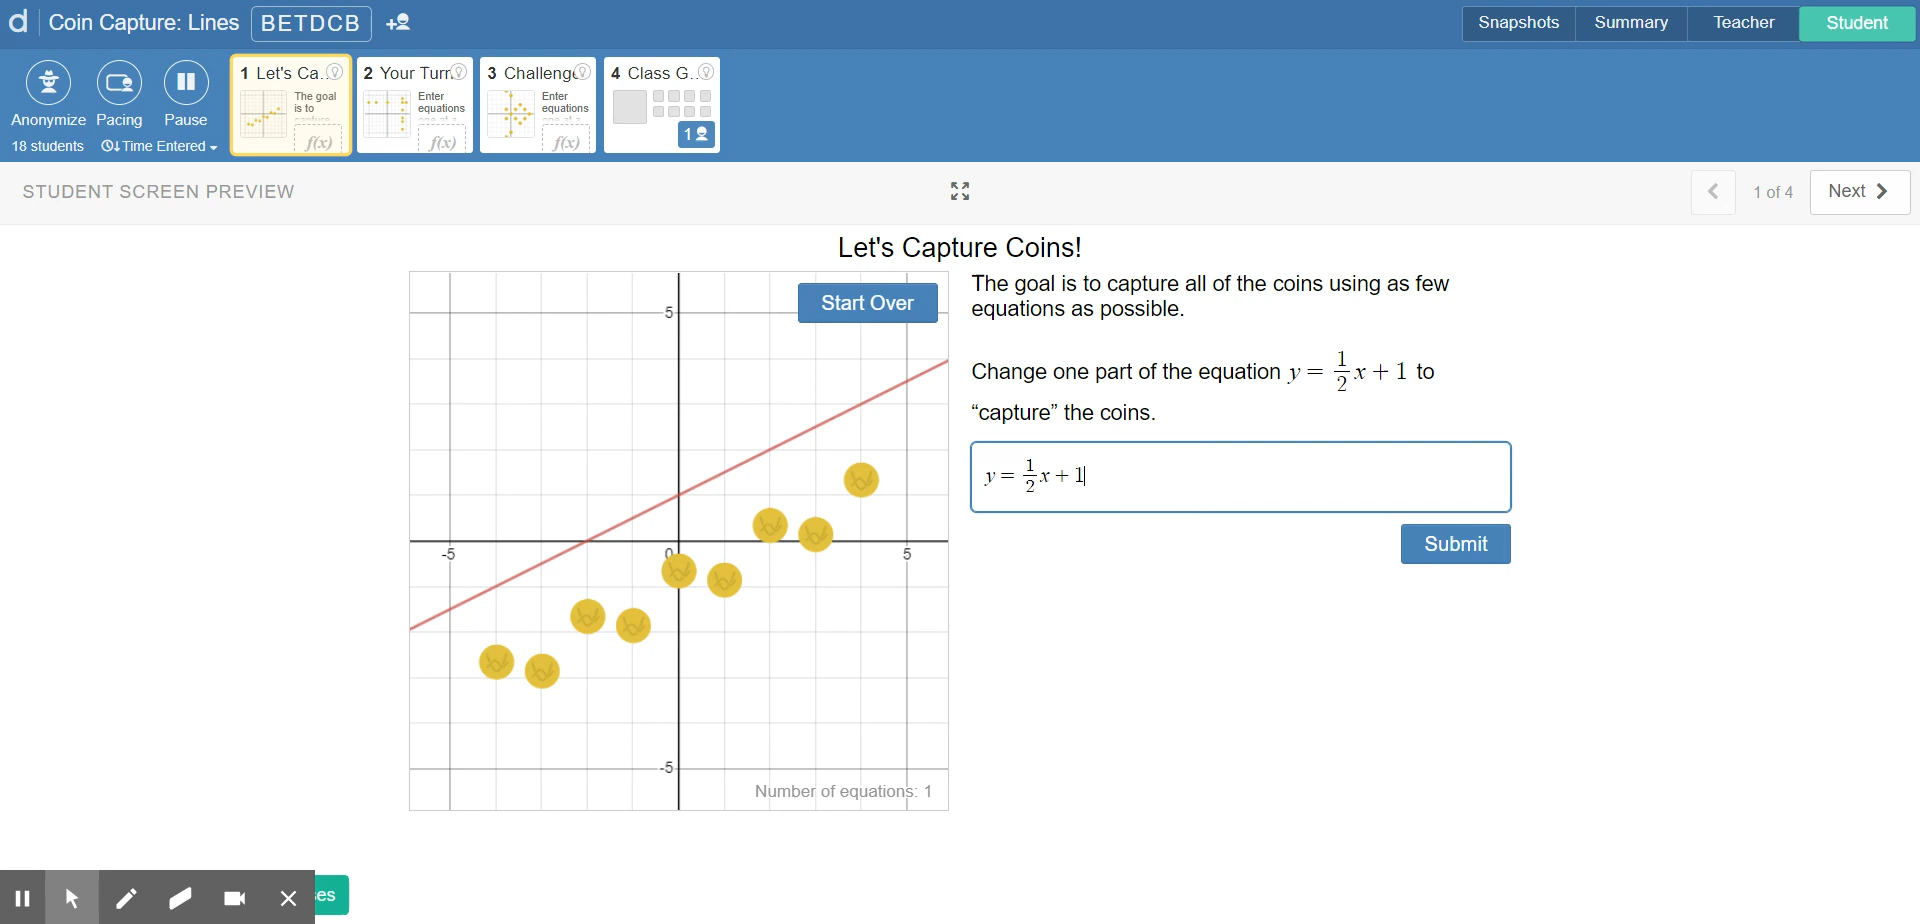 d Coin Capture: Lines BETDCB
Snapshots Summary Teacher Student
Anonymize Pacing Pause
18 students Time Entered
1 Let's Ca...
The goal
is to
f(x)
2 Your Turn
Enter
equations
f(x)
3 Challenge
Enter
equations
f(x)
4 Class G...
1
STUDENT SCREEN PREVIEW
1 of 4 Next
Let's Capture Coins!
Start Over
5
-5 0 5
-5
Number of equations: 1
The goal is to capture all of the coins using as few
equations as possible.
Change one part of the equation y = 1/2 x + 1 to
“capture” the coins.
y = 1/2 x + 1
Submit
es